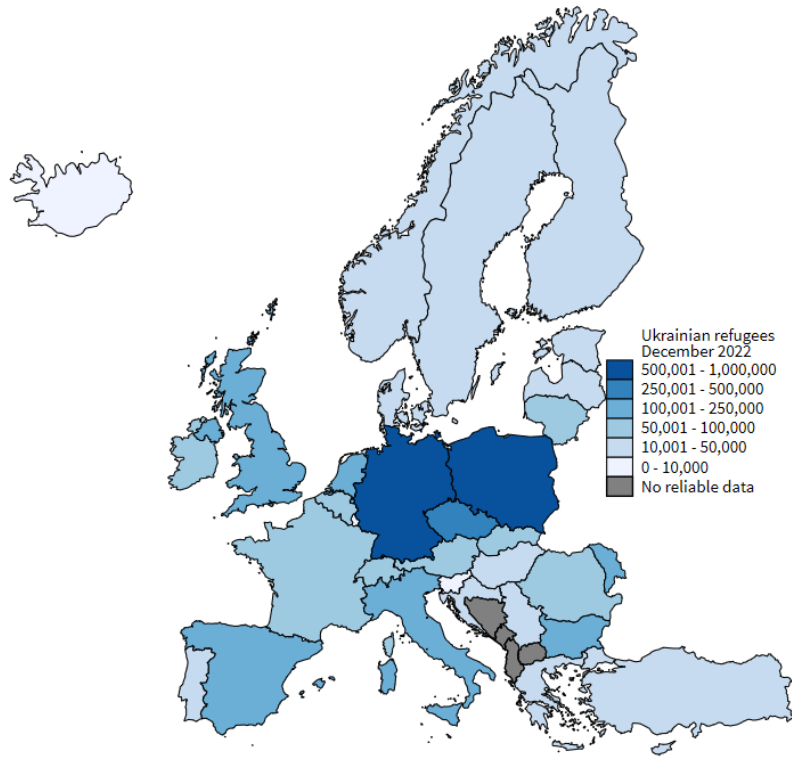 Ukrainian refugees
December 2022
500,001 - 1,000,000
250,001 - 500,000
100,001 - 250,000
50,001 - 100,000
10,001 - 50,000
0 - 10,000
No reliable data